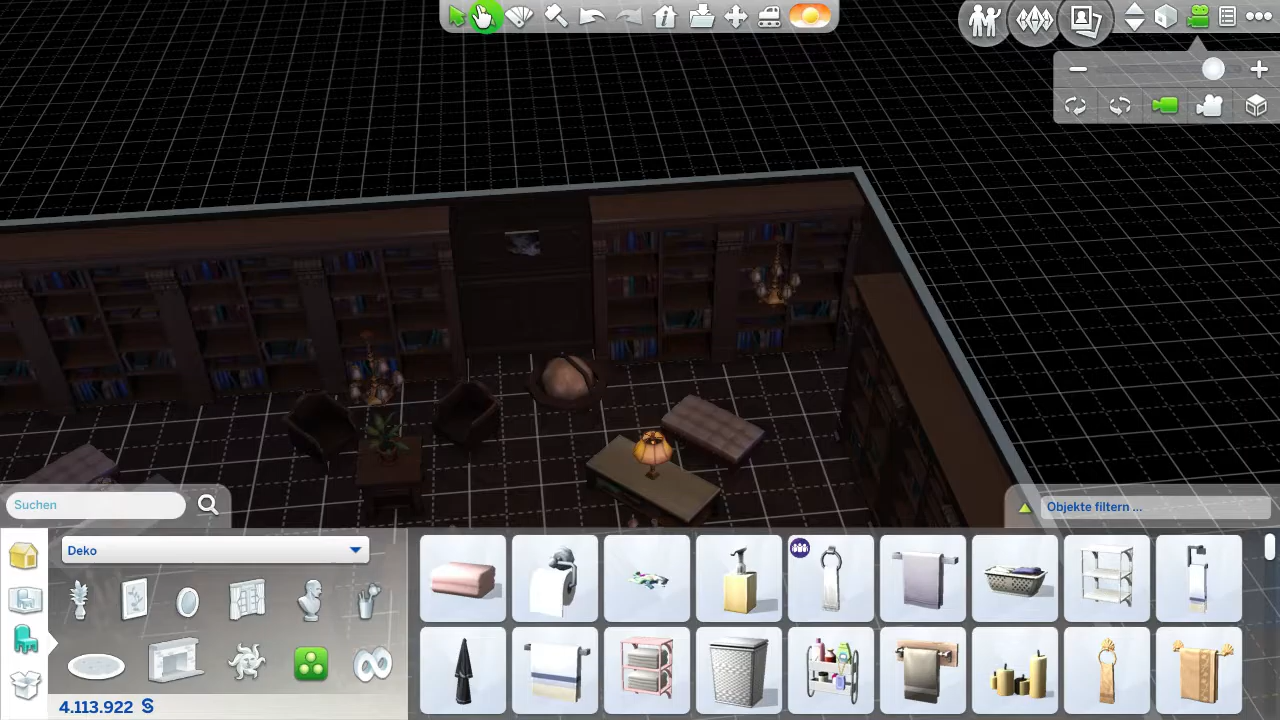 Suchen
Objekte filtern ...
Deko
4.113.922 S